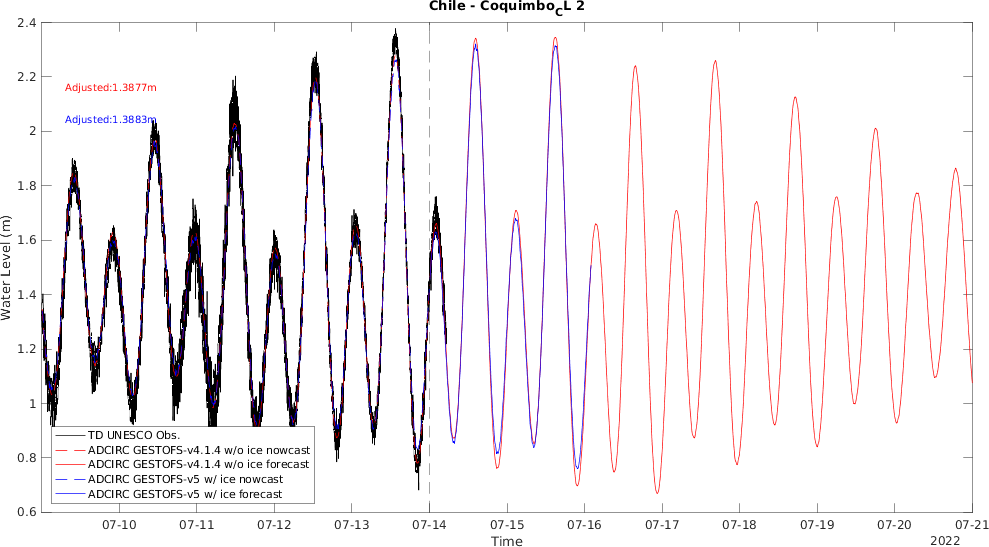 Chile - Coquimbo_CL 2
Adjusted:1.3877m
Adjusted:1.3883m
Water Level (m)
2.4
2.2
2
1.8
1.6
1.4
1.2
1
0.8
0.6
TD UNESCO Obs.
ADCIRC GESTOFS-v4.1.4 w/o ice nowcast
ADCIRC GESTOFS-v4.1.4 w/o ice forecast
ADCIRC GESTOFS-v5 w/ ice nowcast
ADCIRC GESTOFS-v5 w/ ice forecast
07-10 07-11 07-12 07-13 07-14 07-15 07-16 07-17 07-18 07-19 07-20 07-21
Time
2022